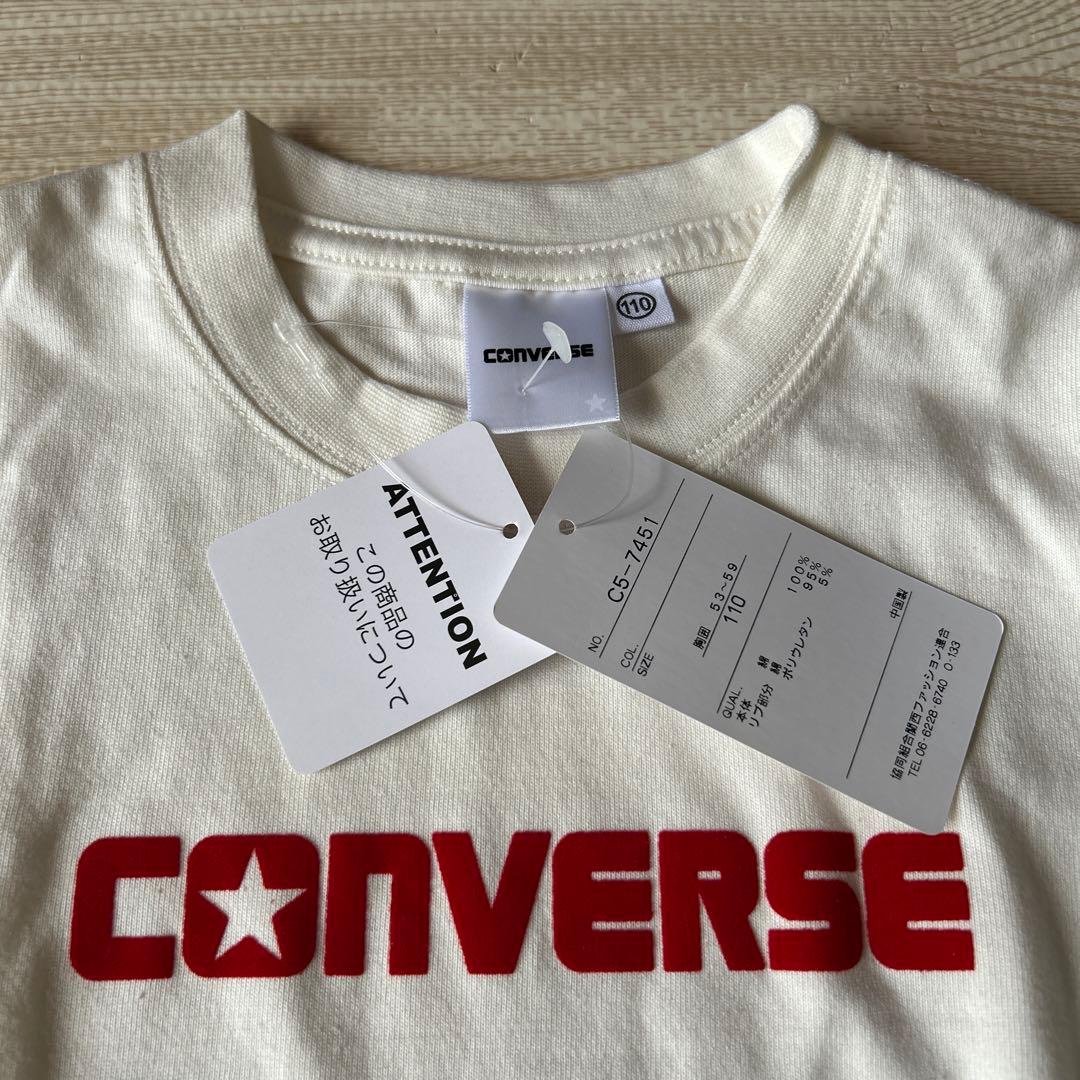 CONVERSE
110
ATTENTION
この商品の
お取り扱いについて
NO. C5-7451
COL.
SIZE
胸囲 53~59
110
QUAL.
本体 綿 100%
リブ部分 綿 95%
ポリウレタン 5%
中国製
協同組合関西ファッション連合
TEL 06-6228-6740 0-133
CONVERSE